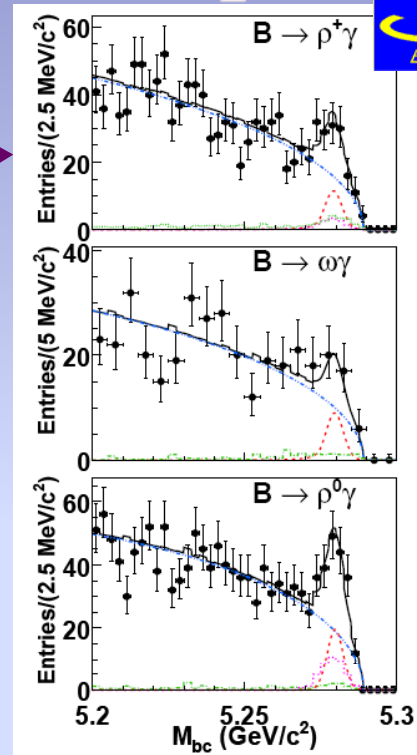 B → ρ⁺γ
Entries/(2.5 MeV/c²)
60
40
20
0
B → ωγ
Entries/(5 MeV/c²)
40
20
0
B → ρ⁰γ
Entries/(2.5 MeV/c²)
60
40
20
0
5.2 5.25 5.3
M_bc (GeV/c²)